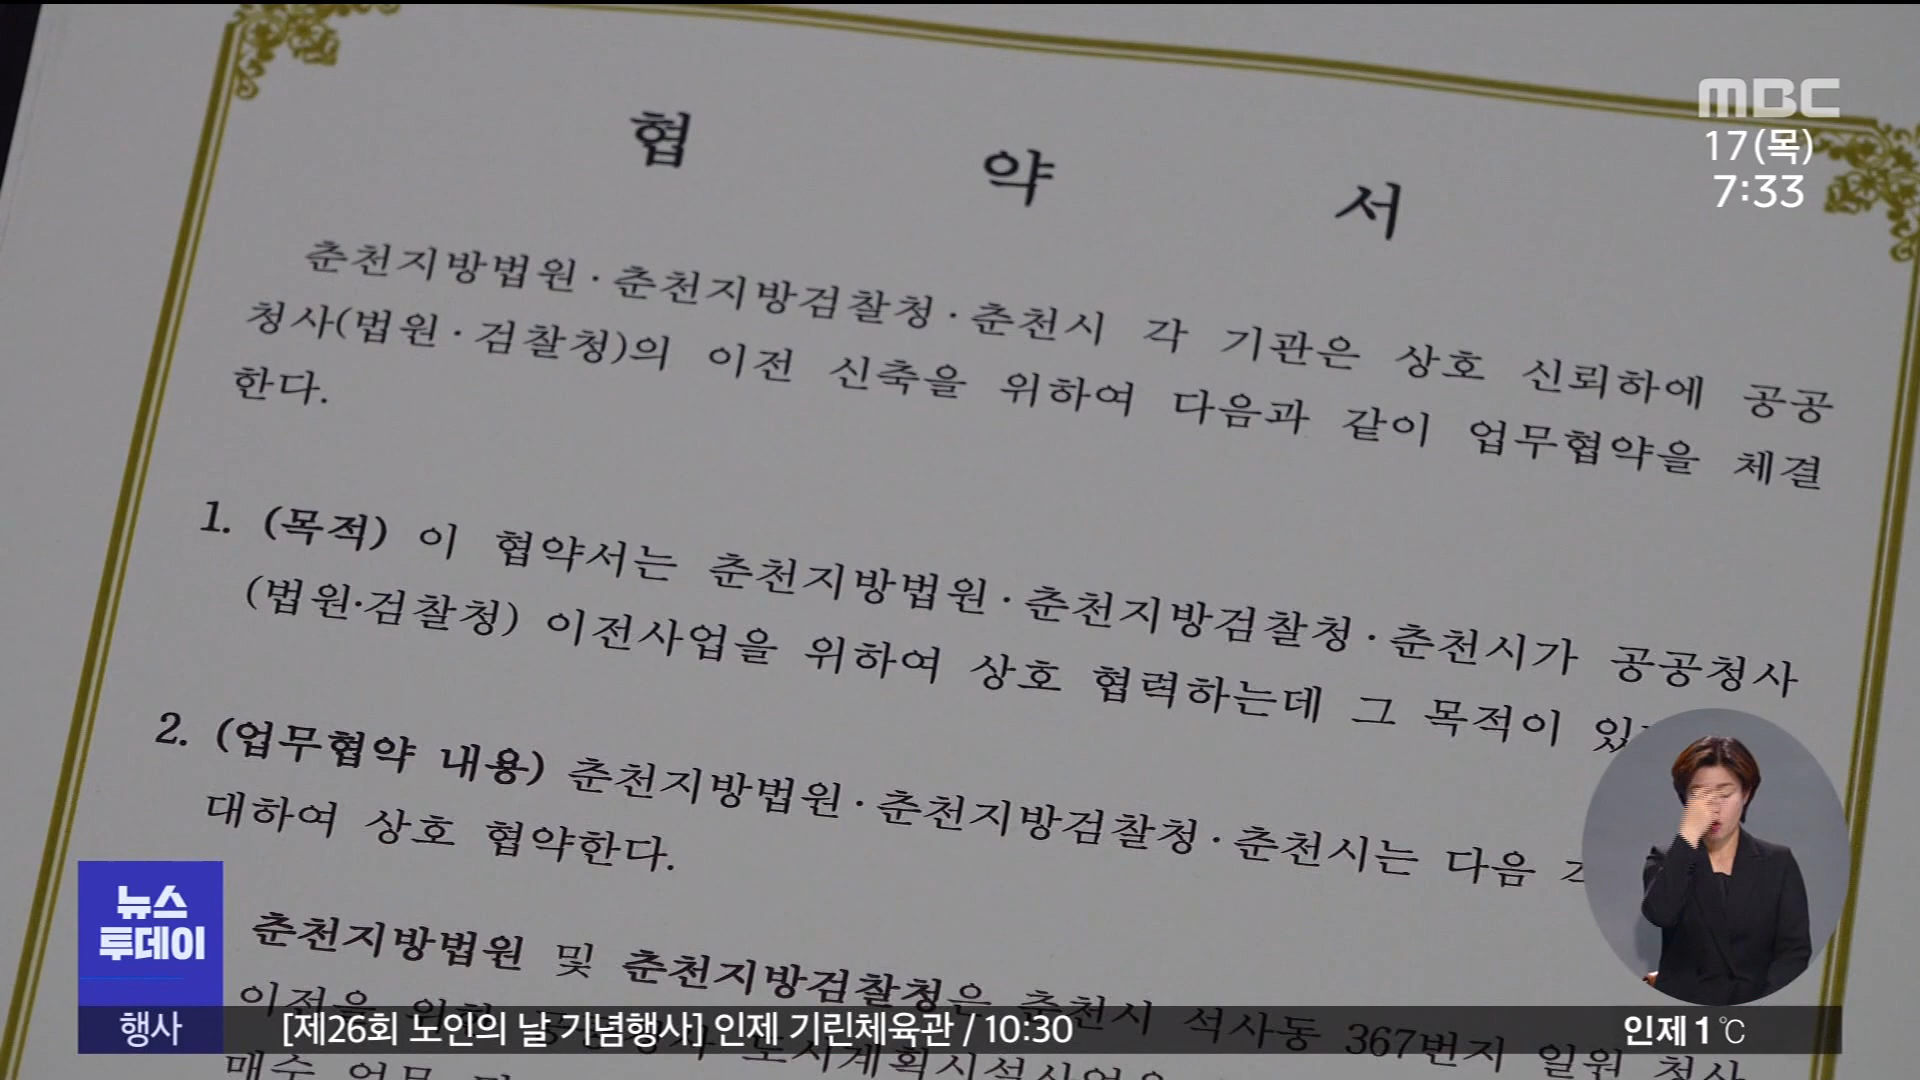 MBC
17(목)
7:33
협 약 서
춘천지방법원·춘천지방검찰청·춘천시 각 기관은 상호 신뢰하에 공공
청사(법원·검찰청)의 이전 신축을 위하여 다음과 같이 업무협약을 체결
한다.
1. (목적) 이 협약서는 춘천지방법원·춘천지방검찰청·춘천시가 공공청사
(법원·검찰청) 이전사업을 위하여 상호 협력하는데 그 목적이
2. (업무협약 내용) 춘천지방법원·춘천지방검찰청·춘천시는 다음
대하여 상호 협약한다.
춘천지방법원 및 춘천지방검찰청은 춘천시 석사동 367번지 일원 청사
이전을 위한
매수 업무
뉴스
투데이
행사
[제26회 노인의 날 기념행사] 인제 기린체육관 / 10:30
인제 1℃